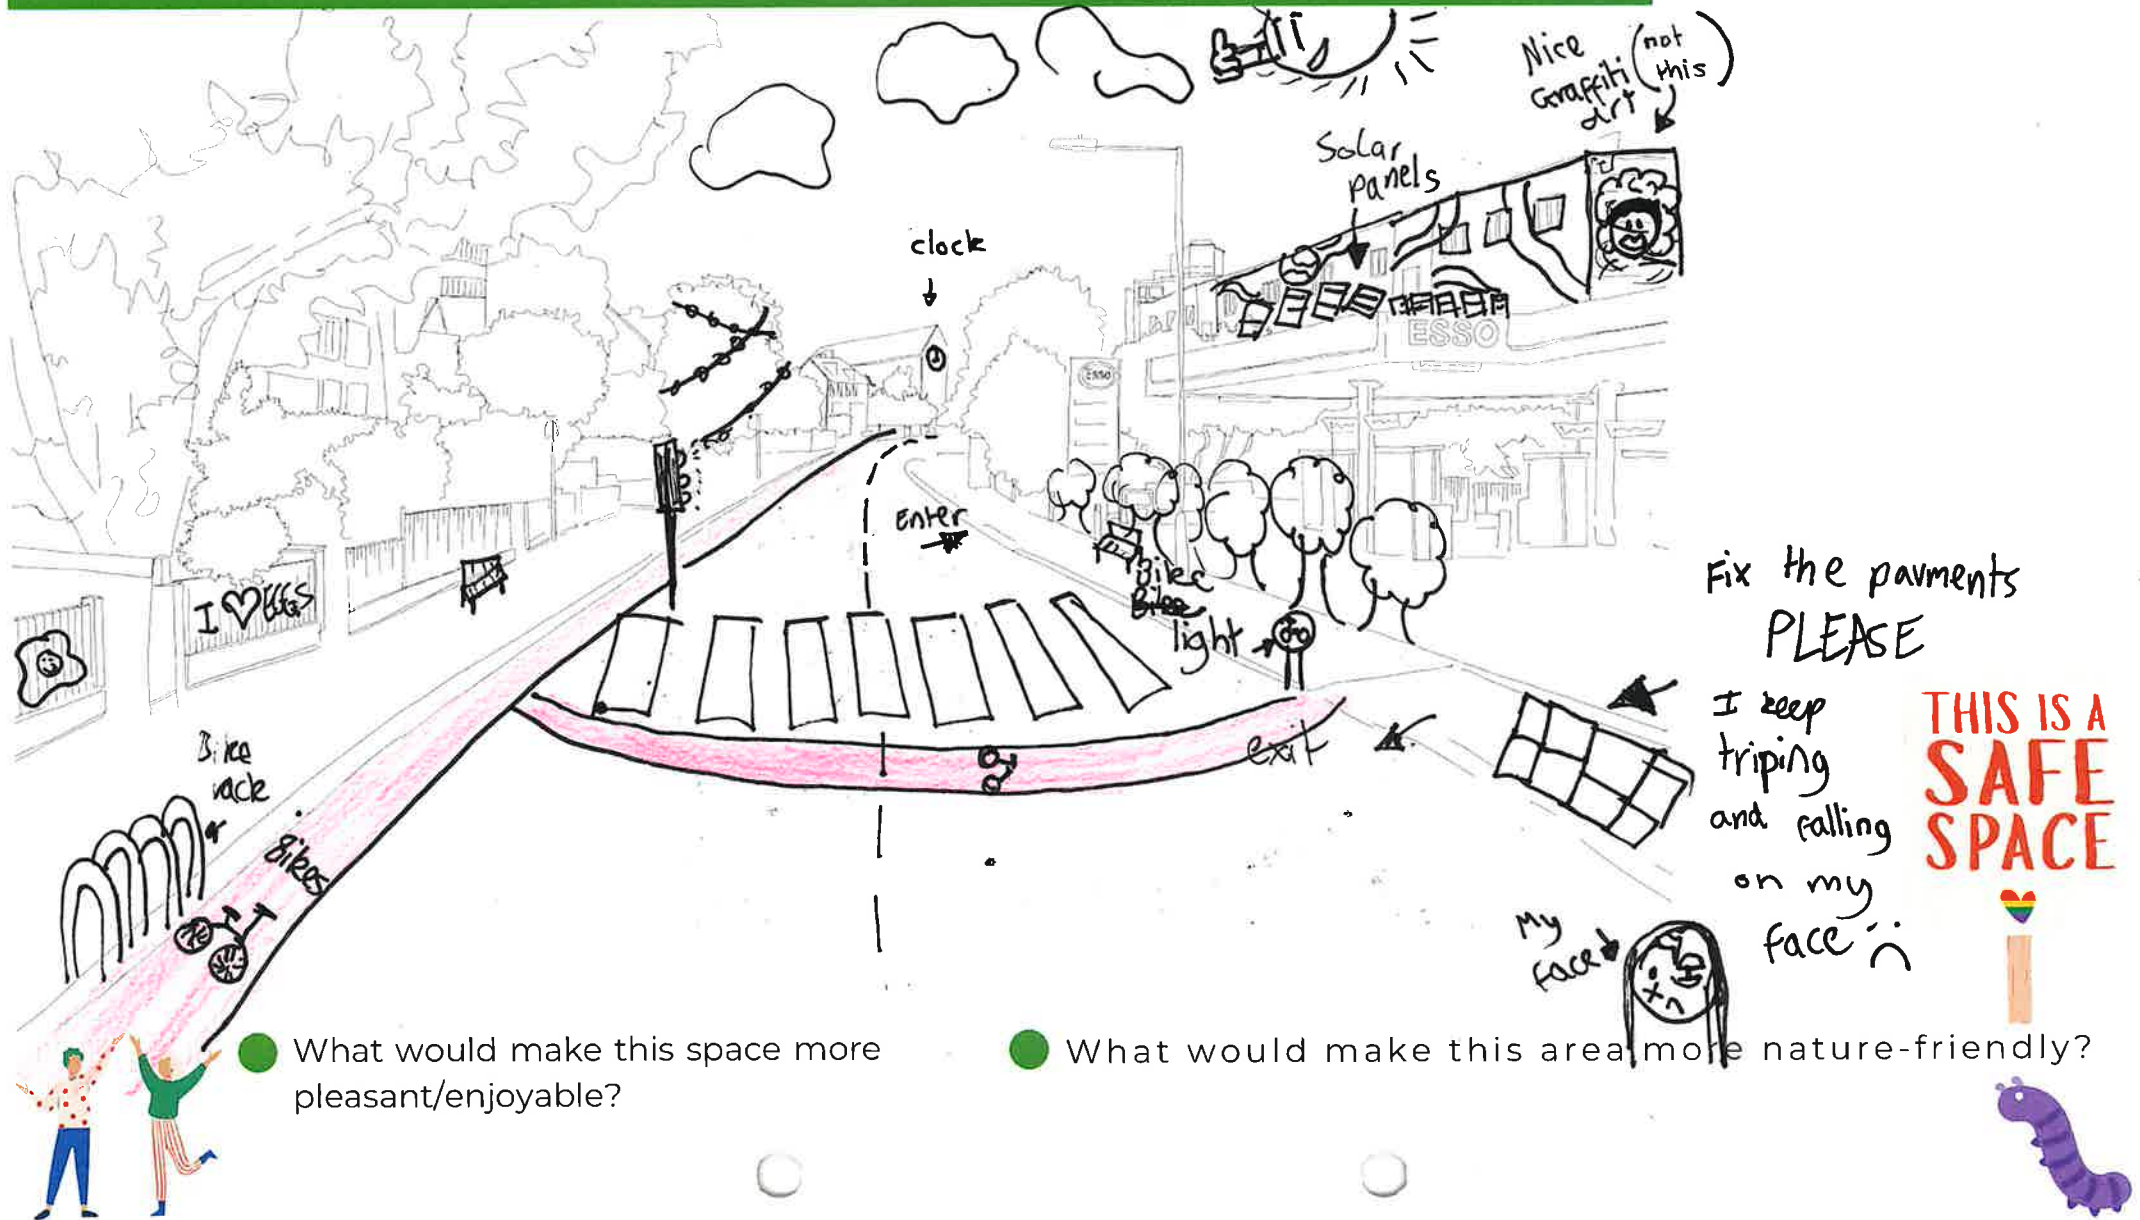 Nice
Graffiti
art
(not
this)
Solar
panels
clock
ESSO
Esso
Enter
Bike
light
I ♡ EGGS
Fix the pavments
PLEASE
I keep
triping
and falling
on my
face :(
THIS IS A
SAFE
SPACE
Bike
rack
Bikes
exit
My
face
What would make this space more
pleasant/enjoyable?
What would make this area more nature-friendly?